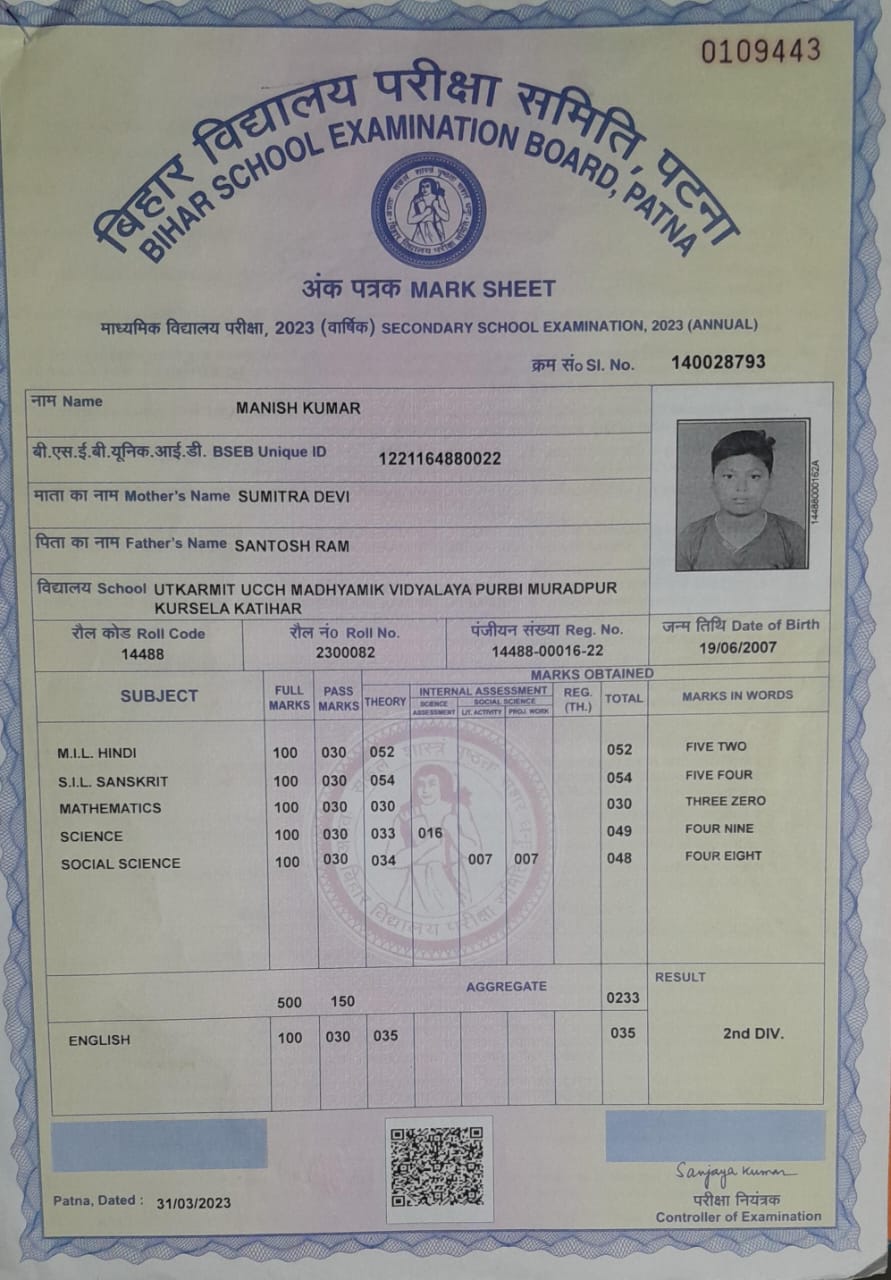 0109443
बिहार विद्यालय परीक्षा समिति, पटना
BIHAR SCHOOL EXAMINATION BOARD, PATNA
अंक पत्रक MARK SHEET
माध्यमिक विद्यालय परीक्षा, 2023 (वार्षिक) SECONDARY SCHOOL EXAMINATION, 2023 (ANNUAL)
क्रम सं० Sl. No. 140028793
नाम Name MANISH KUMAR
बी.एस.ई.बी.यूनिक.आई.डी. BSEB Unique ID 1221164880022
माता का नाम Mother's Name SUMITRA DEVI
पिता का नाम Father's Name SANTOSH RAM
14488000162A
विद्यालय School UTKARMIT UCCH MADHYAMIK VIDYALAYA PURBI MURADPUR
KURSELA KATIHAR
रौल कोड Roll Code रौल नं० Roll No. पंजीयन संख्या Reg. No. जन्म तिथि Date of Birth
14488 2300082 14488-00016-22 19/06/2007
MARKS OBTAINED
SUBJECT FULL MARKS PASS MARKS THEORY INTERNAL ASSESSMENT REG. (TH.) TOTAL MARKS IN WORDS
SCIENCE ASSESSMENT SOCIAL SCIENCE LIT. ACTIVITY PROJ. WORK
M.I.L. HINDI 100 030 052 052 FIVE TWO
S.I.L. SANSKRIT 100 030 054 054 FIVE FOUR
MATHEMATICS 100 030 030 030 THREE ZERO
SCIENCE 100 030 033 016 049 FOUR NINE
SOCIAL SCIENCE 100 030 034 007 007 048 FOUR EIGHT
500 150 AGGREGATE 0233 RESULT
ENGLISH 100 030 035 035 2nd DIV.
Patna, Dated : 31/03/2023
Sanjaya Kumar
परीक्षा नियंत्रक
Controller of Examination